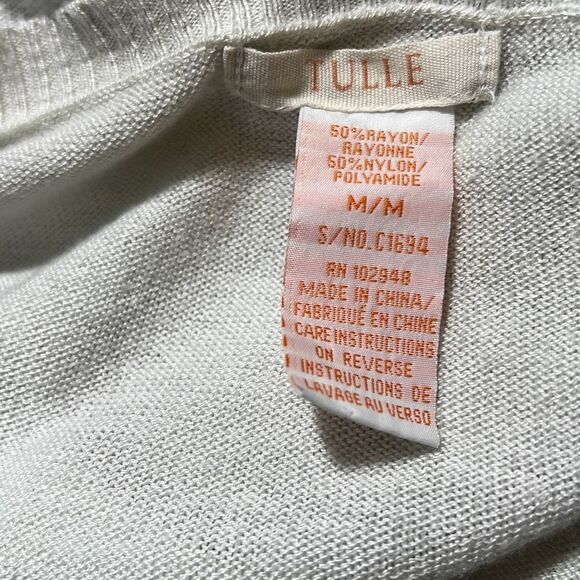 TULLE
50%RAYON/
RAYONNE
50%NYLON/
POLYAMIDE
M/M
S/NO. C1694
RN 102948
MADE IN CHINA/
FABRIQUÉ EN CHINE
CARE INSTRUCTIONS
ON REVERSE
INSTRUCTIONS DE
LAVAGE AU VERSO